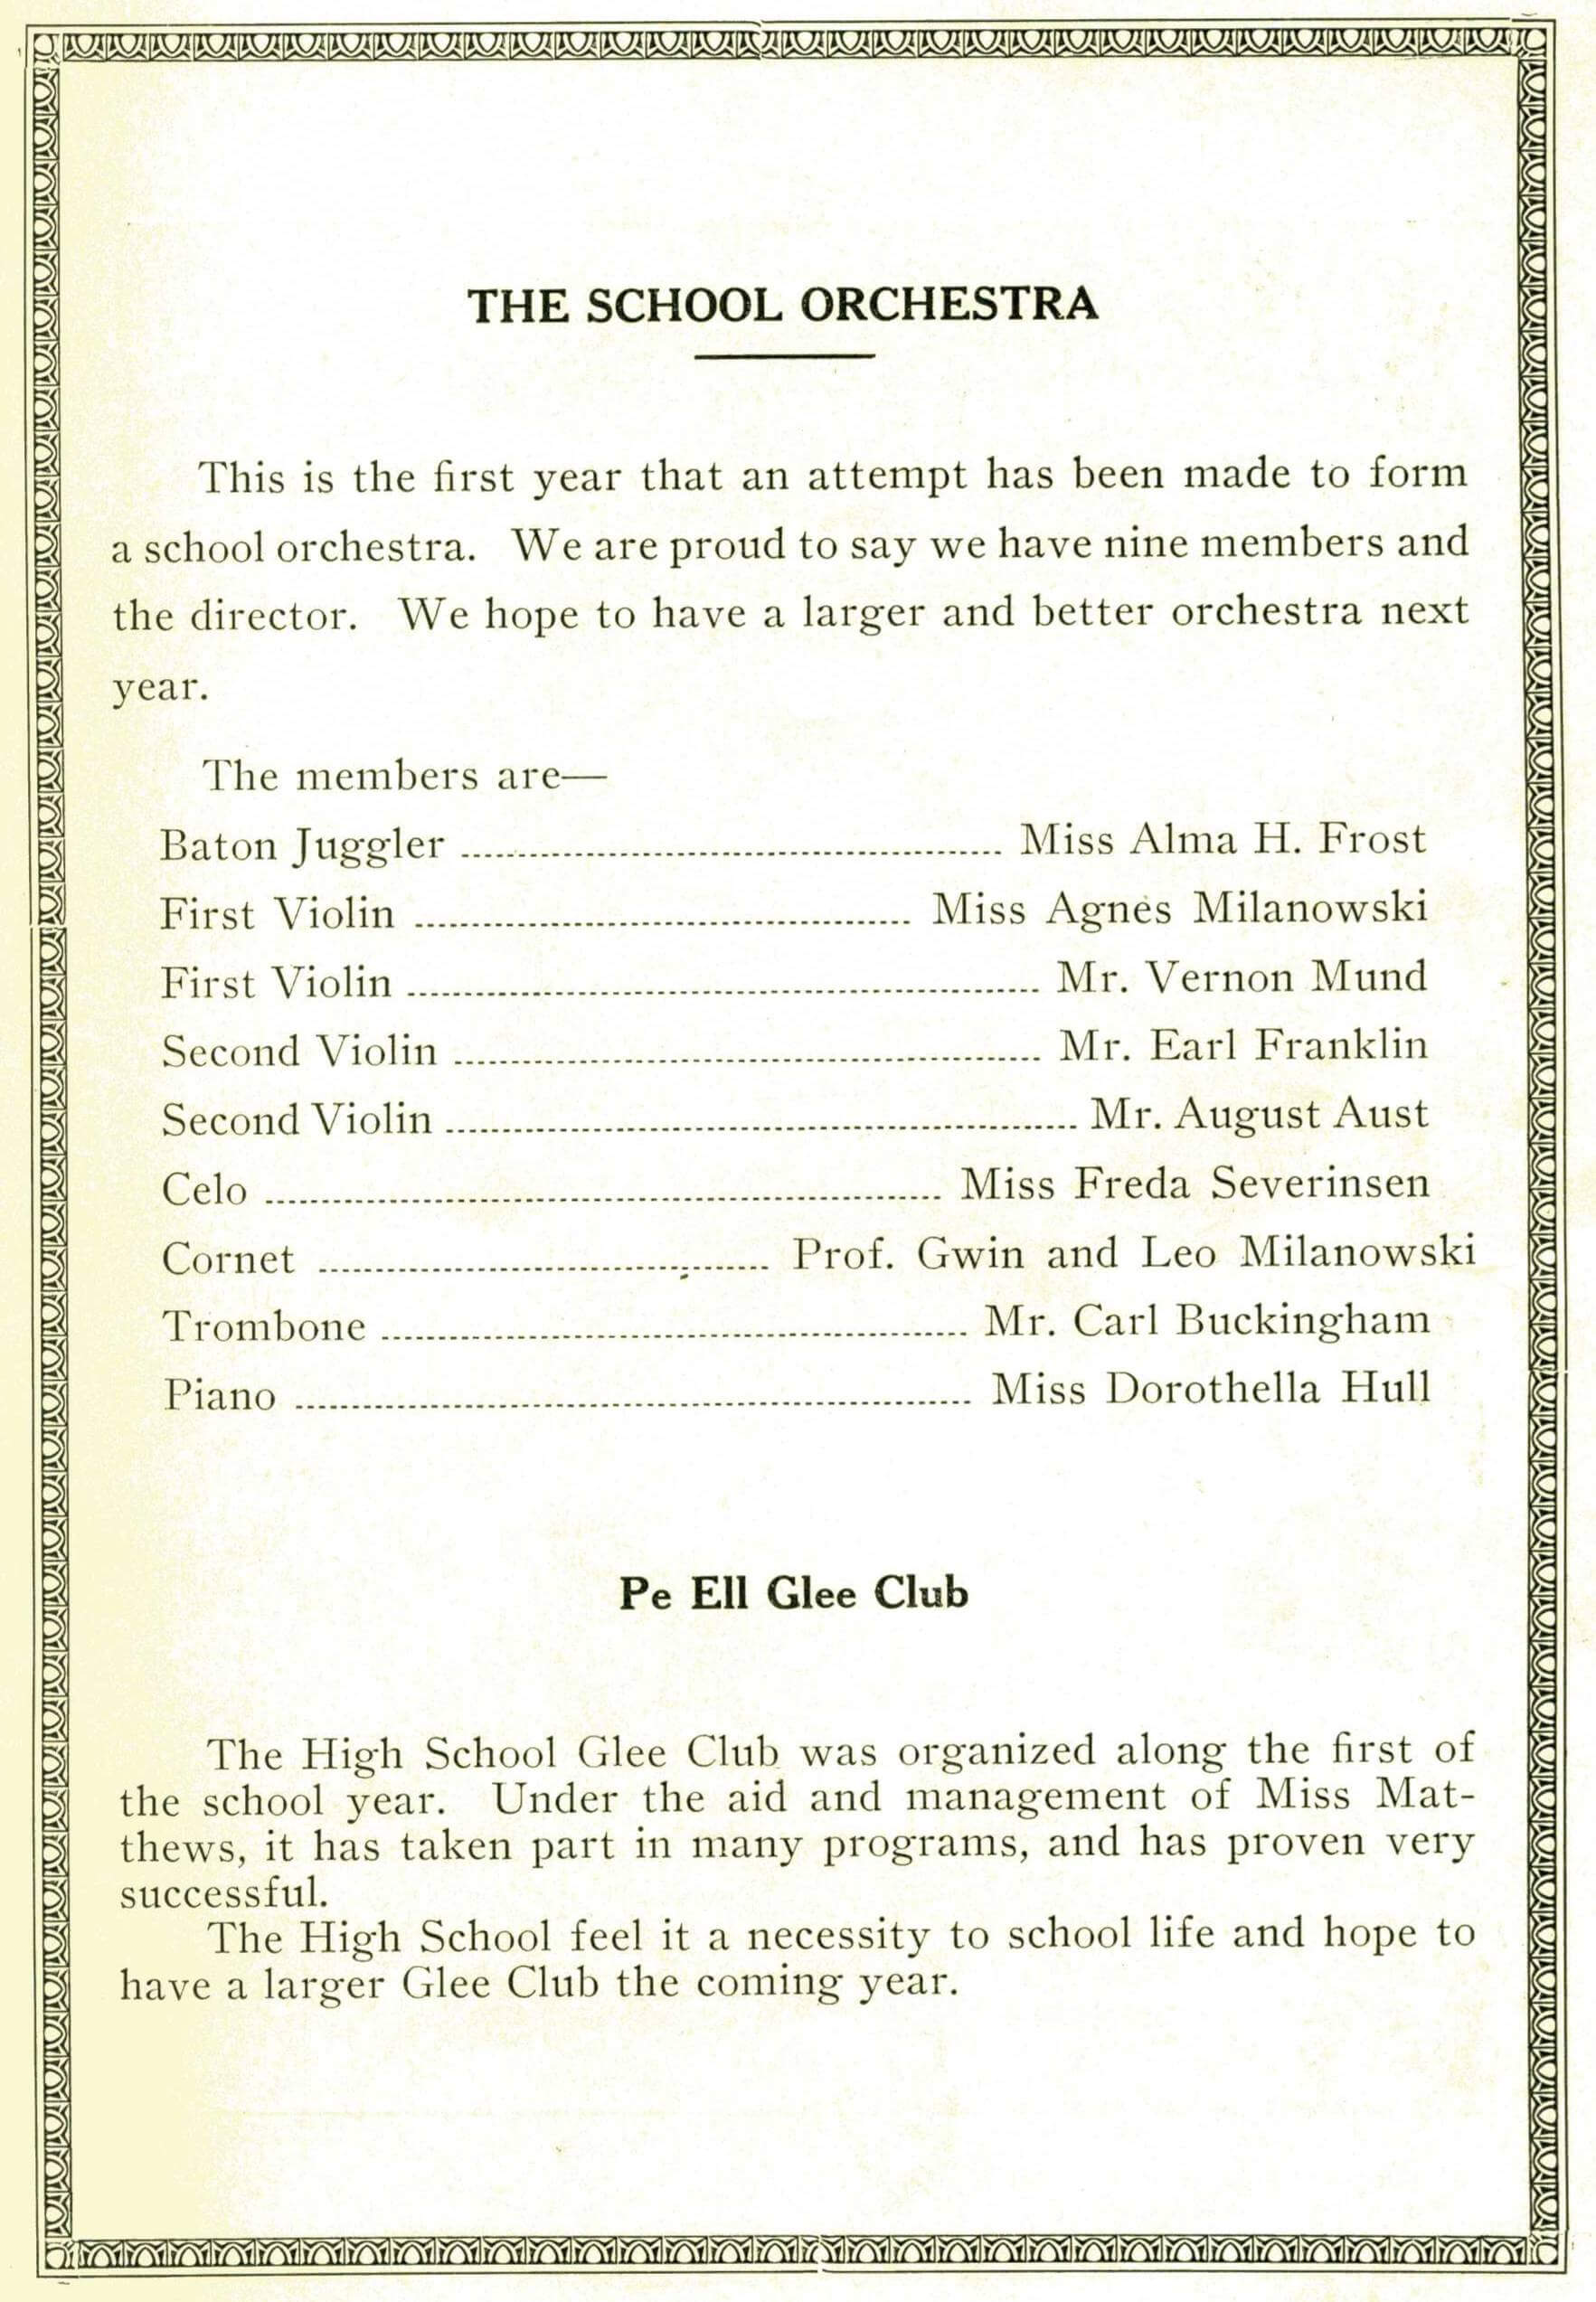 THE SCHOOL ORCHESTRA
This is the first year that an attempt has been made to form
a school orchestra. We are proud to say we have nine members and
the director. We hope to have a larger and better orchestra next
year.
The members are—
Baton Juggler ........................ Miss Alma H. Frost
First Violin ........................ Miss Agnes Milanowski
First Violin ........................ Mr. Vernon Mund
Second Violin ........................ Mr. Earl Franklin
Second Violin ........................ Mr. August Aust
Celo ........................ Miss Freda Severinsen
Cornet ........................ Prof. Gwin and Leo Milanowski
Trombone ........................ Mr. Carl Buckingham
Piano ........................ Miss Dorothella Hull
Pe Ell Glee Club
The High School Glee Club was organized along the first of
the school year. Under the aid and management of Miss Mat-
thews, it has taken part in many programs, and has proven very
successful.
The High School feel it a necessity to school life and hope to
have a larger Glee Club the coming year.